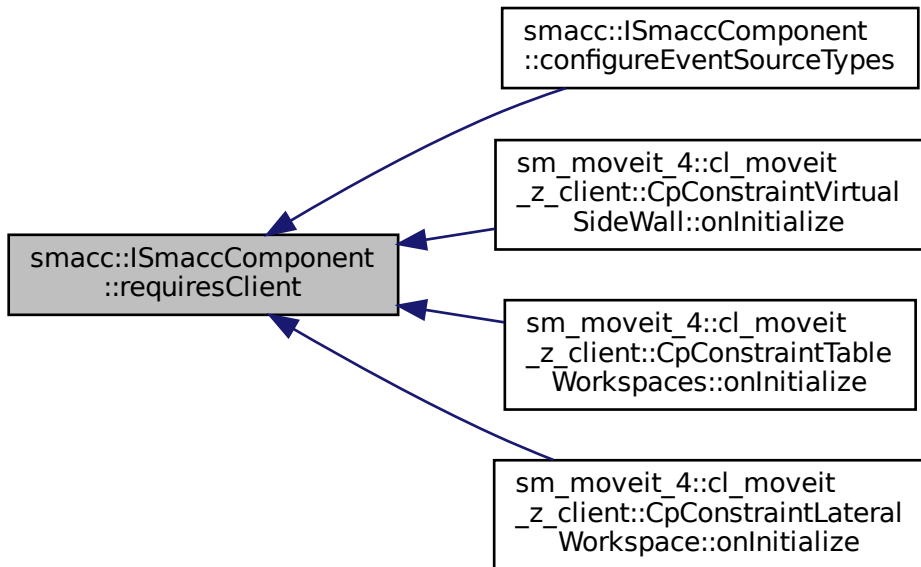 smacc::ISmaccComponent
::configureEventSourceTypes
sm_moveit_4::cl_moveit
_z_client::CpConstraintVirtual
SideWall::onInitialize
smacc::ISmaccComponent
::requiresClient
sm_moveit_4::cl_moveit
_z_client::CpConstraintTable
Workspaces::onInitialize
sm_moveit_4::cl_moveit
_z_client::CpConstraintLateral
Workspace::onInitialize